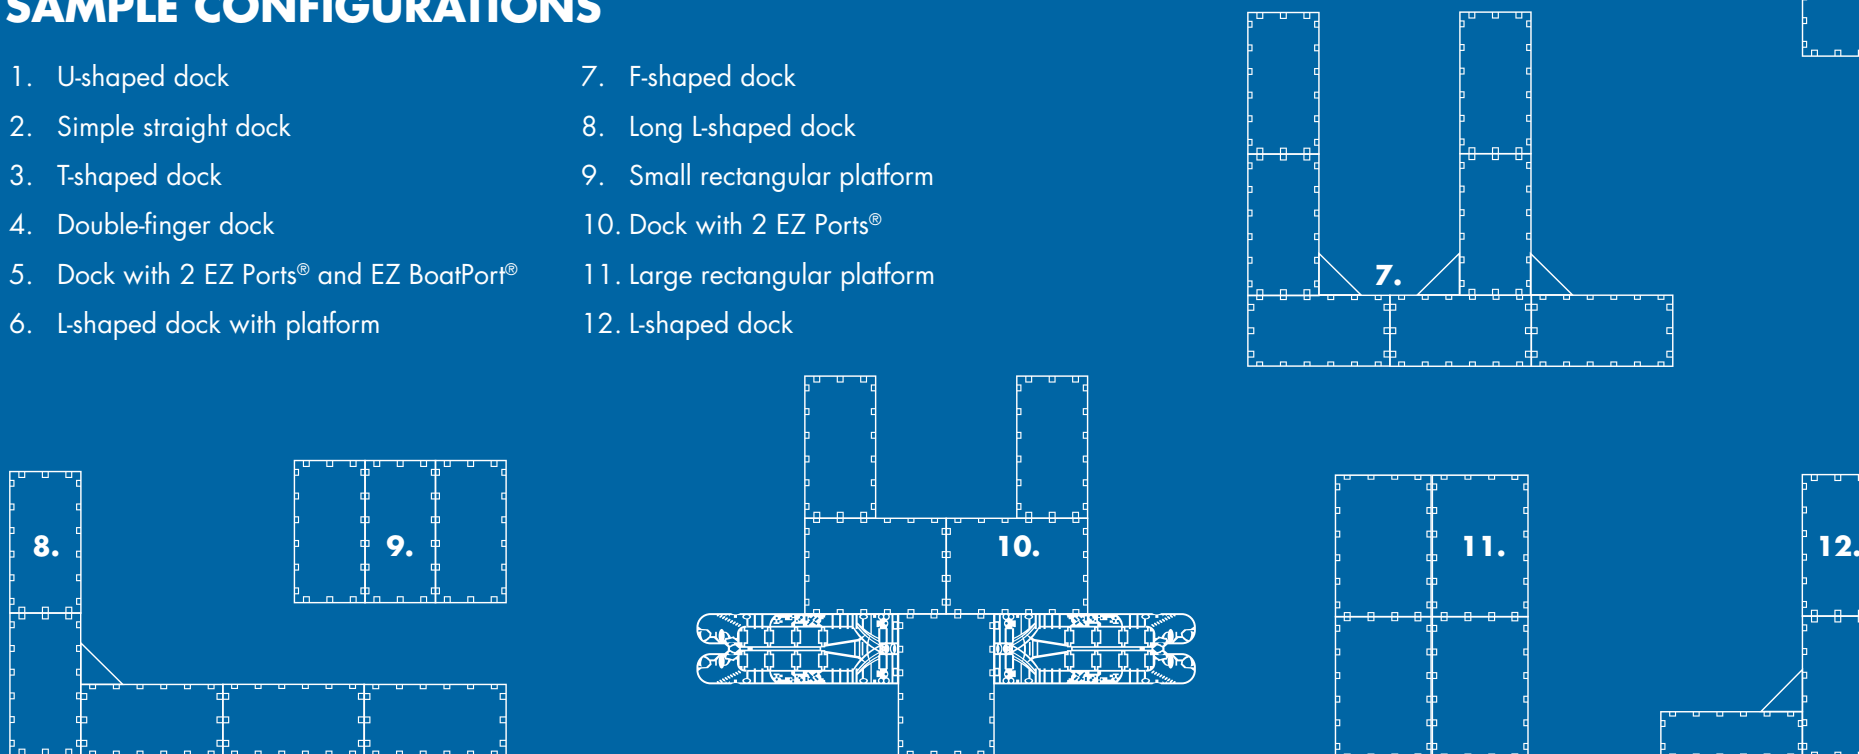 SAMPLE CONFIGURATIONS
1. U-shaped dock
2. Simple straight dock
3. T-shaped dock
4. Double-finger dock
5. Dock with 2 EZ Ports® and EZ BoatPort®
6. L-shaped dock with platform
7. F-shaped dock
8. Long L-shaped dock
9. Small rectangular platform
10. Dock with 2 EZ Ports®
11. Large rectangular platform
12. L-shaped dock
7.
8.
9.
10.
11.
12.